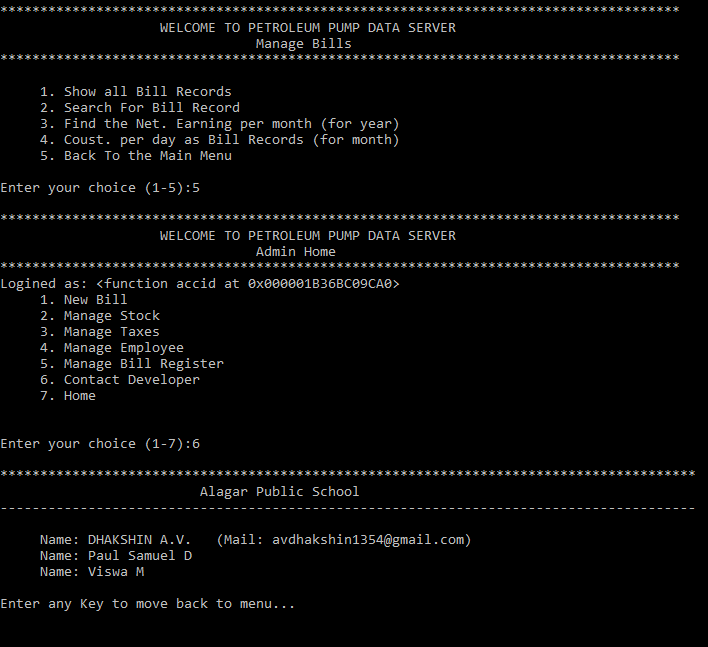 *************************************************************************************
WELCOME TO PETROLEUM PUMP DATA SERVER
Manage Bills
*************************************************************************************
1. Show all Bill Records
2. Search For Bill Record
3. Find the Net. Earning per month (for year)
4. Coust. per day as Bill Records (for month)
5. Back To the Main Menu
Enter your choice (1-5):5
*************************************************************************************
WELCOME TO PETROLEUM PUMP DATA SERVER
Admin Home
*************************************************************************************
Logined as: <function accid at 0x000001B36BC09CA0>
1. New Bill
2. Manage Stock
3. Manage Taxes
4. Manage Employee
5. Manage Bill Register
6. Contact Developer
7. Home
Enter your choice (1-7):6
***************************************************************************************
Alagar Public School
---------------------------------------------------------------------------------------
Name: DHAKSHIN A.V.   (Mail: avdhakshin1354@gmail.com)
Name: Paul Samuel D
Name: Viswa M
Enter any Key to move back to menu...